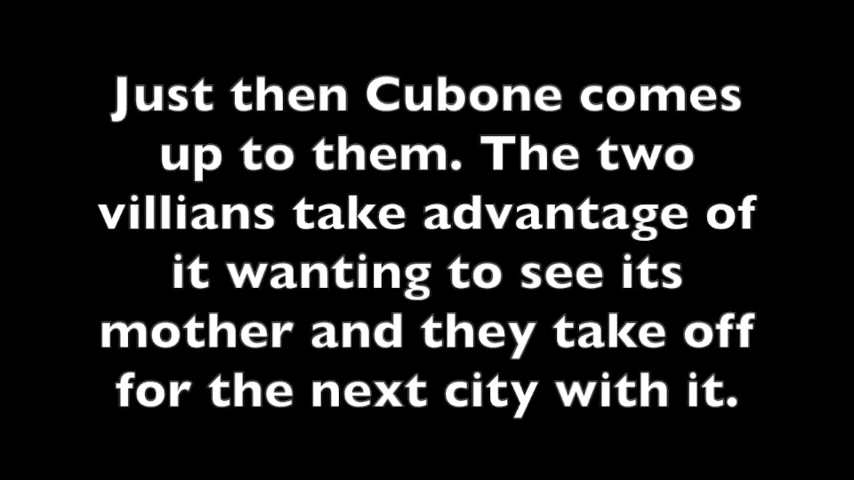 Just then Cubone comes
up to them. The two
villians take advantage of
it wanting to see its
mother and they take off
for the next city with it.